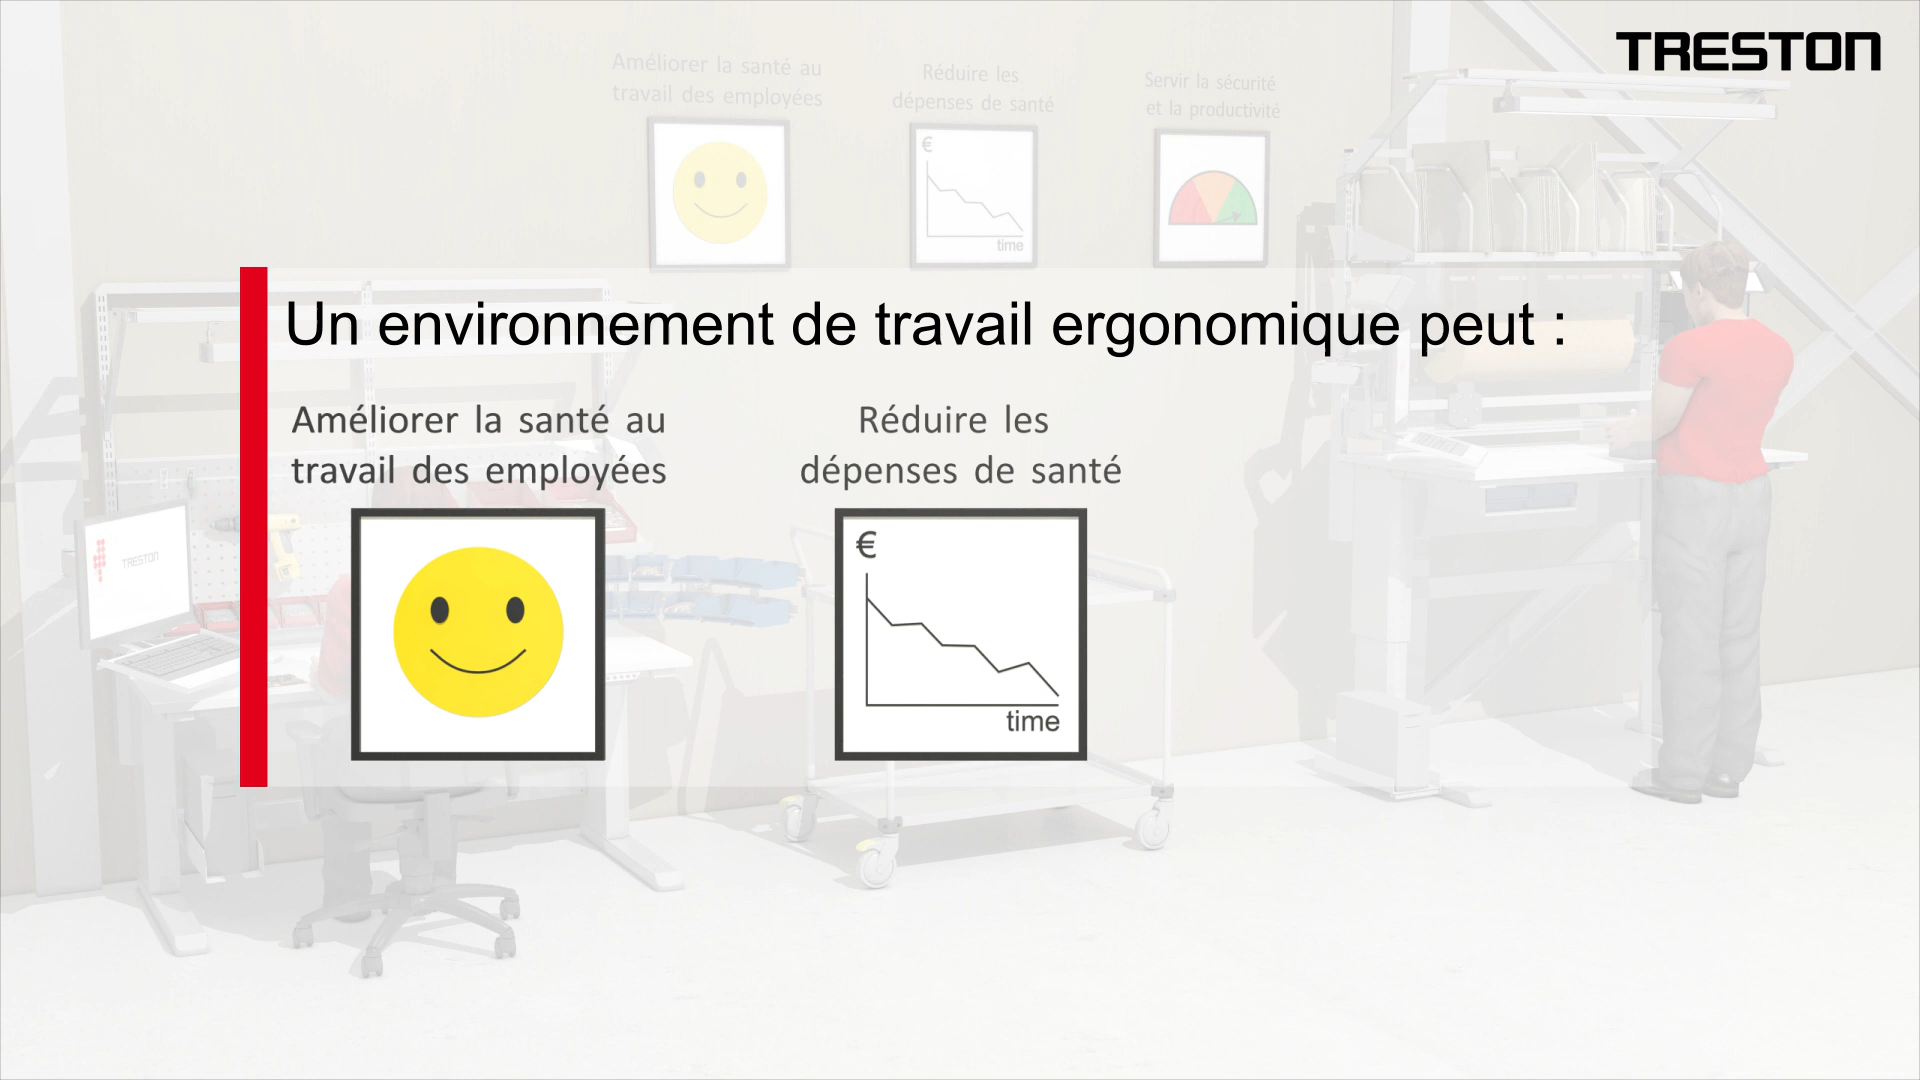 TRESTON
Améliorer la santé au
travail des employées
Réduire les
dépenses de santé
Servir la sécurité
et la productivité
€
time
Un environnement de travail ergonomique peut :
Améliorer la santé au
travail des employées
Réduire les
dépenses de santé
€
time
TRESTON